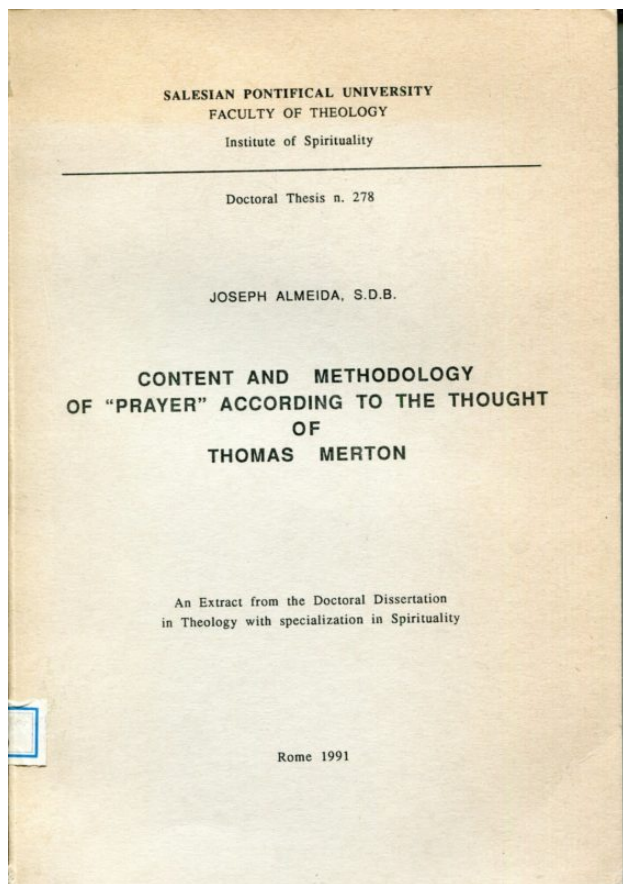 SALESIAN PONTIFICAL UNIVERSITY
FACULTY OF THEOLOGY
Institute of Spirituality
Doctoral Thesis n. 278
JOSEPH ALMEIDA, S.D.B.
CONTENT AND METHODOLOGY
OF “PRAYER” ACCORDING TO THE THOUGHT
OF
THOMAS MERTON
An Extract from the Doctoral Dissertation
in Theology with specialization in Spirituality
Rome 1991